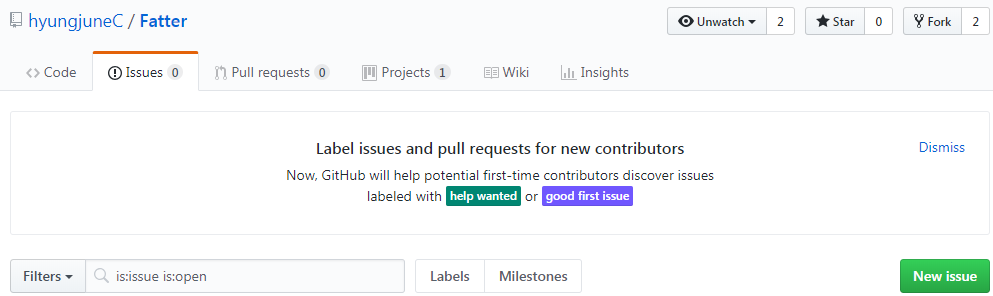 hyungjuneC / Fatter Unwatch 2 Star 0 Fork 2
Code Issues 0 Pull requests 0 Projects 1 Wiki Insights
Label issues and pull requests for new contributors Dismiss
Now, GitHub will help potential first-time contributors discover issues
labeled with help wanted or good first issue
Filters is:issue is:open Labels Milestones New issue